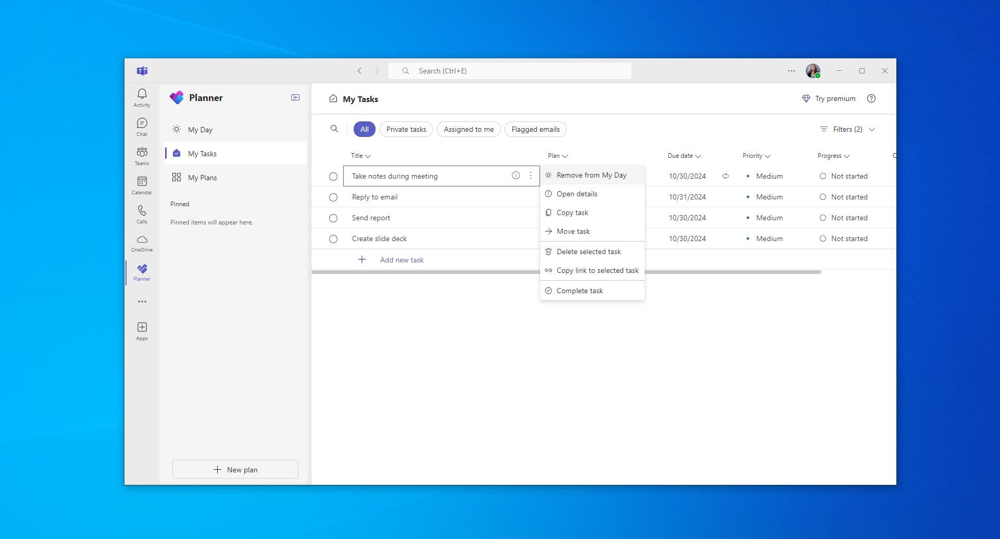 Search (Ctrl+E)
Activity
Chat
Teams
Calendar
Calls
OneDrive
Planner
Apps
Planner
My Day
My Tasks
My Plans
Pinned
Pinned items will appear here.
New plan
My Tasks
Try premium
All
Private tasks
Assigned to me
Flagged emails
Filters (2)
Title
Plan
Due date
Priority
Progress
Take notes during meeting
10/30/2024
Medium
Not started
Reply to email
10/31/2024
Medium
Not started
Send report
10/30/2024
Medium
Not started
Create slide deck
10/30/2024
Medium
Not started
Add new task
Remove from My Day
Open details
Copy task
Move task
Delete selected task
Copy link to selected task
Complete task